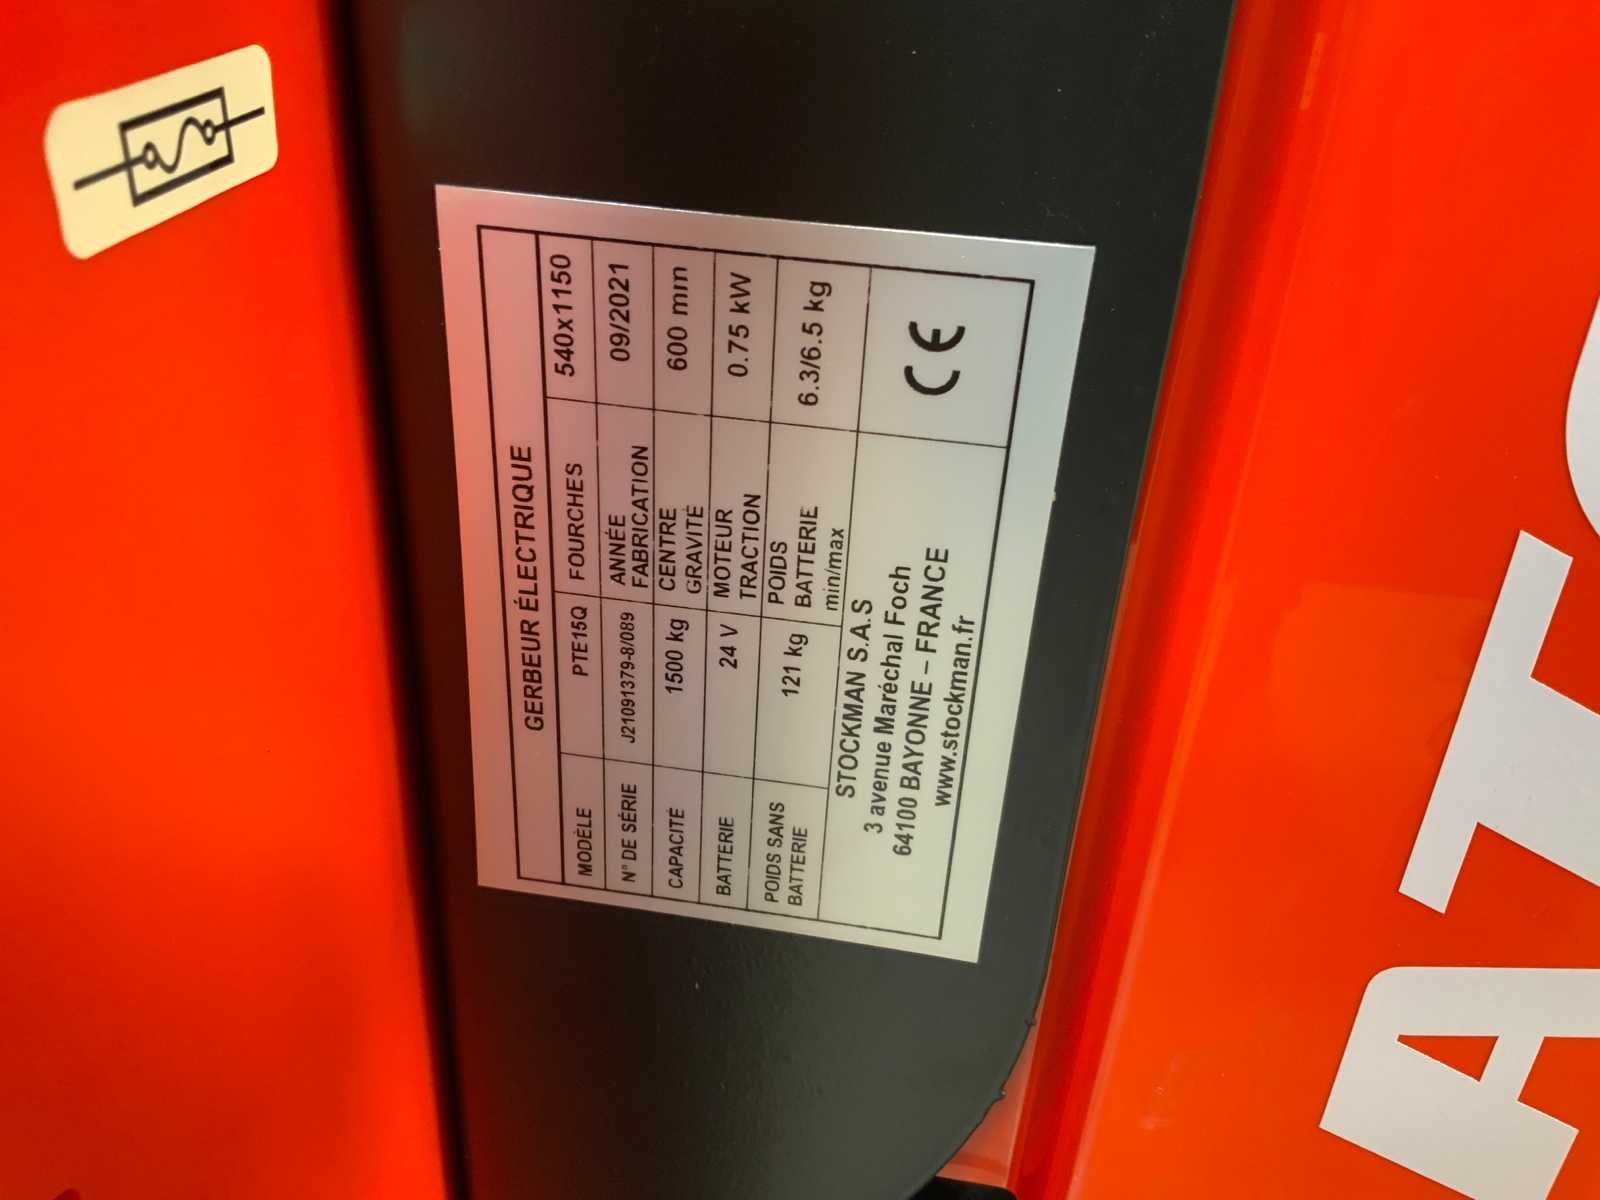 GERBEUR ÉLECTRIQUE
MODÈLE PTE15Q FOURCHES 540x1150
N° DE SÉRIE J21091379-8/089 ANNÉE FABRICATION 09/2021
CAPACITÉ 1500 kg CENTRE GRAVITÉ 600 mm
BATTERIE 24 V MOTEUR TRACTION 0.75 kW
POIDS SANS BATTERIE 121 kg POIDS BATTERIE min/max 6.3/6.5 kg
STOCKMAN S.A.S
3 avenue Maréchal Foch
64100 BAYONNE – FRANCE
www.stockman.fr
CE
AT